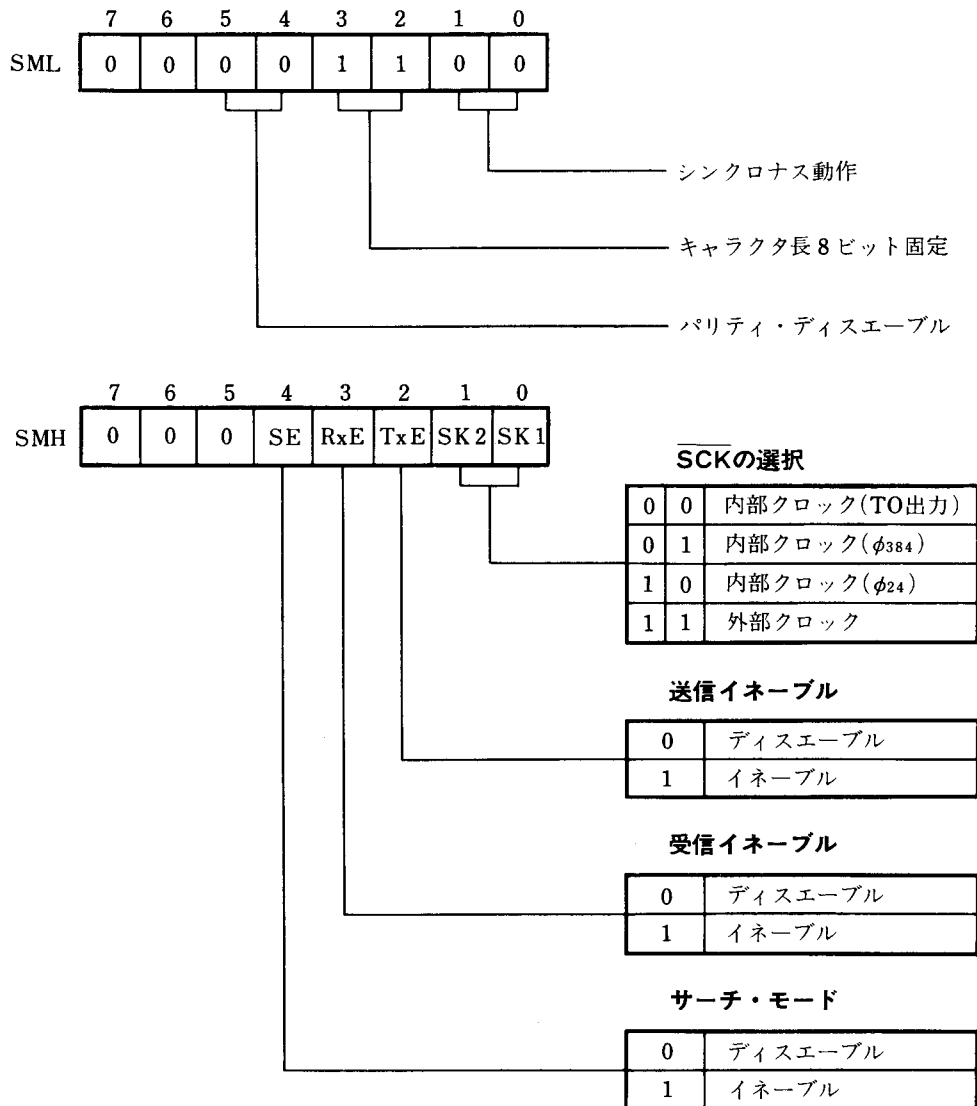 7 6 5 4 3 2 1 0
SML 0 0 0 0 1 1 0 0
シンクロナス動作
キャラクタ長8ビット固定
パリティ・ディスエーブル
7 6 5 4 3 2 1 0
SMH 0 0 0 SE RxE TxE SK2 SK1
SCKの選択
0 0 内部クロック(TO出力)
0 1 内部クロック(φ384)
1 0 内部クロック(φ24)
1 1 外部クロック
送信イネーブル
0 ディスエーブル
1 イネーブル
受信イネーブル
0 ディスエーブル
1 イネーブル
サーチ・モード
0 ディスエーブル
1 イネーブル